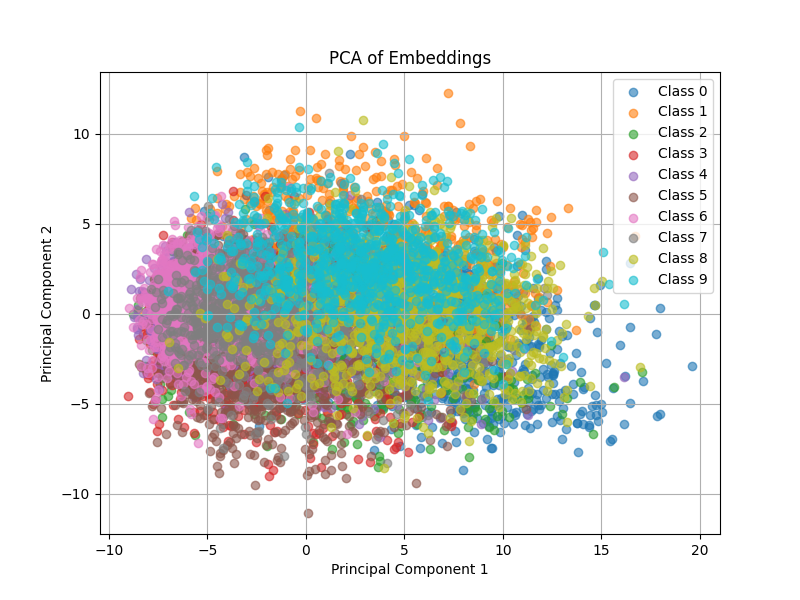 PCA of Embeddings
Class 0
Class 1
Class 2
Class 3
Class 4
Class 5
Class 6
Class 7
Class 8
Class 9
10
5
0
−5
−10
Principal Component 2
−10
−5
0
5
10
15
20
Principal Component 1